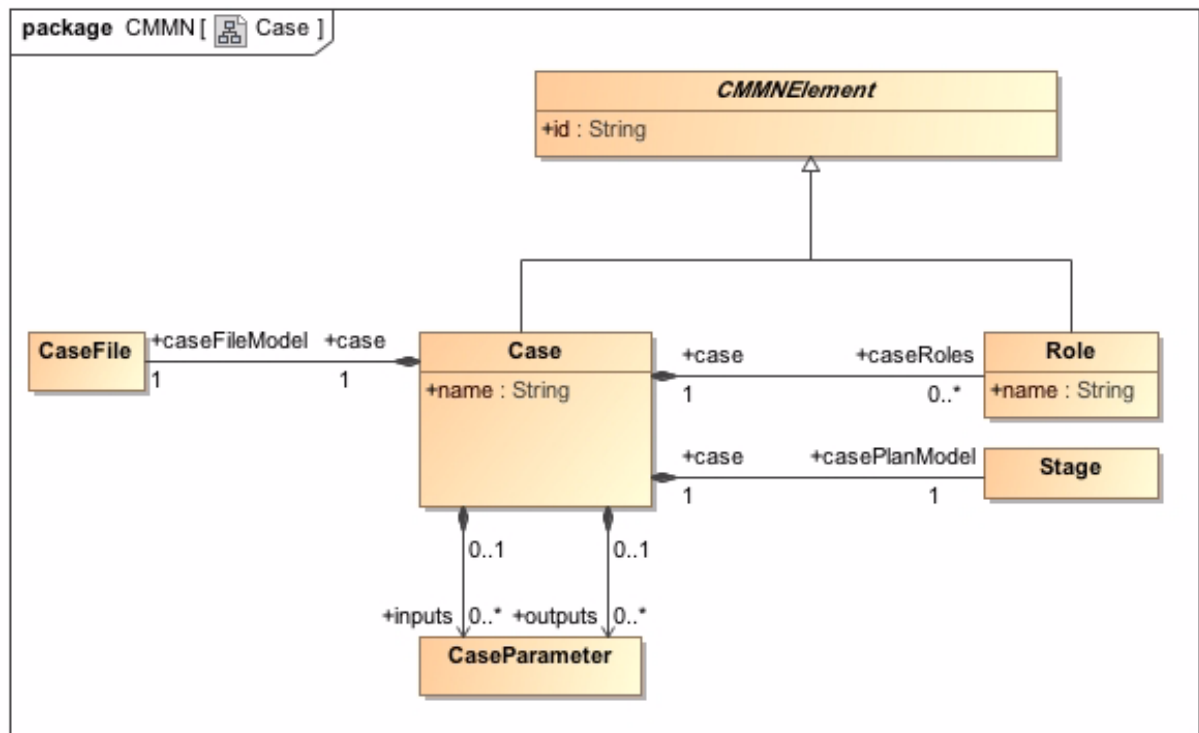 package CMMN [ Case ]
CMMNElement
+id : String
CaseFile
+caseFileModel
+case
1
1
Case
+name : String
+case
+caseRoles
1
0..*
Role
+name : String
+case
+casePlanModel
1
1
Stage
0..1
0..1
+inputs
0..*
+outputs
0..*
CaseParameter